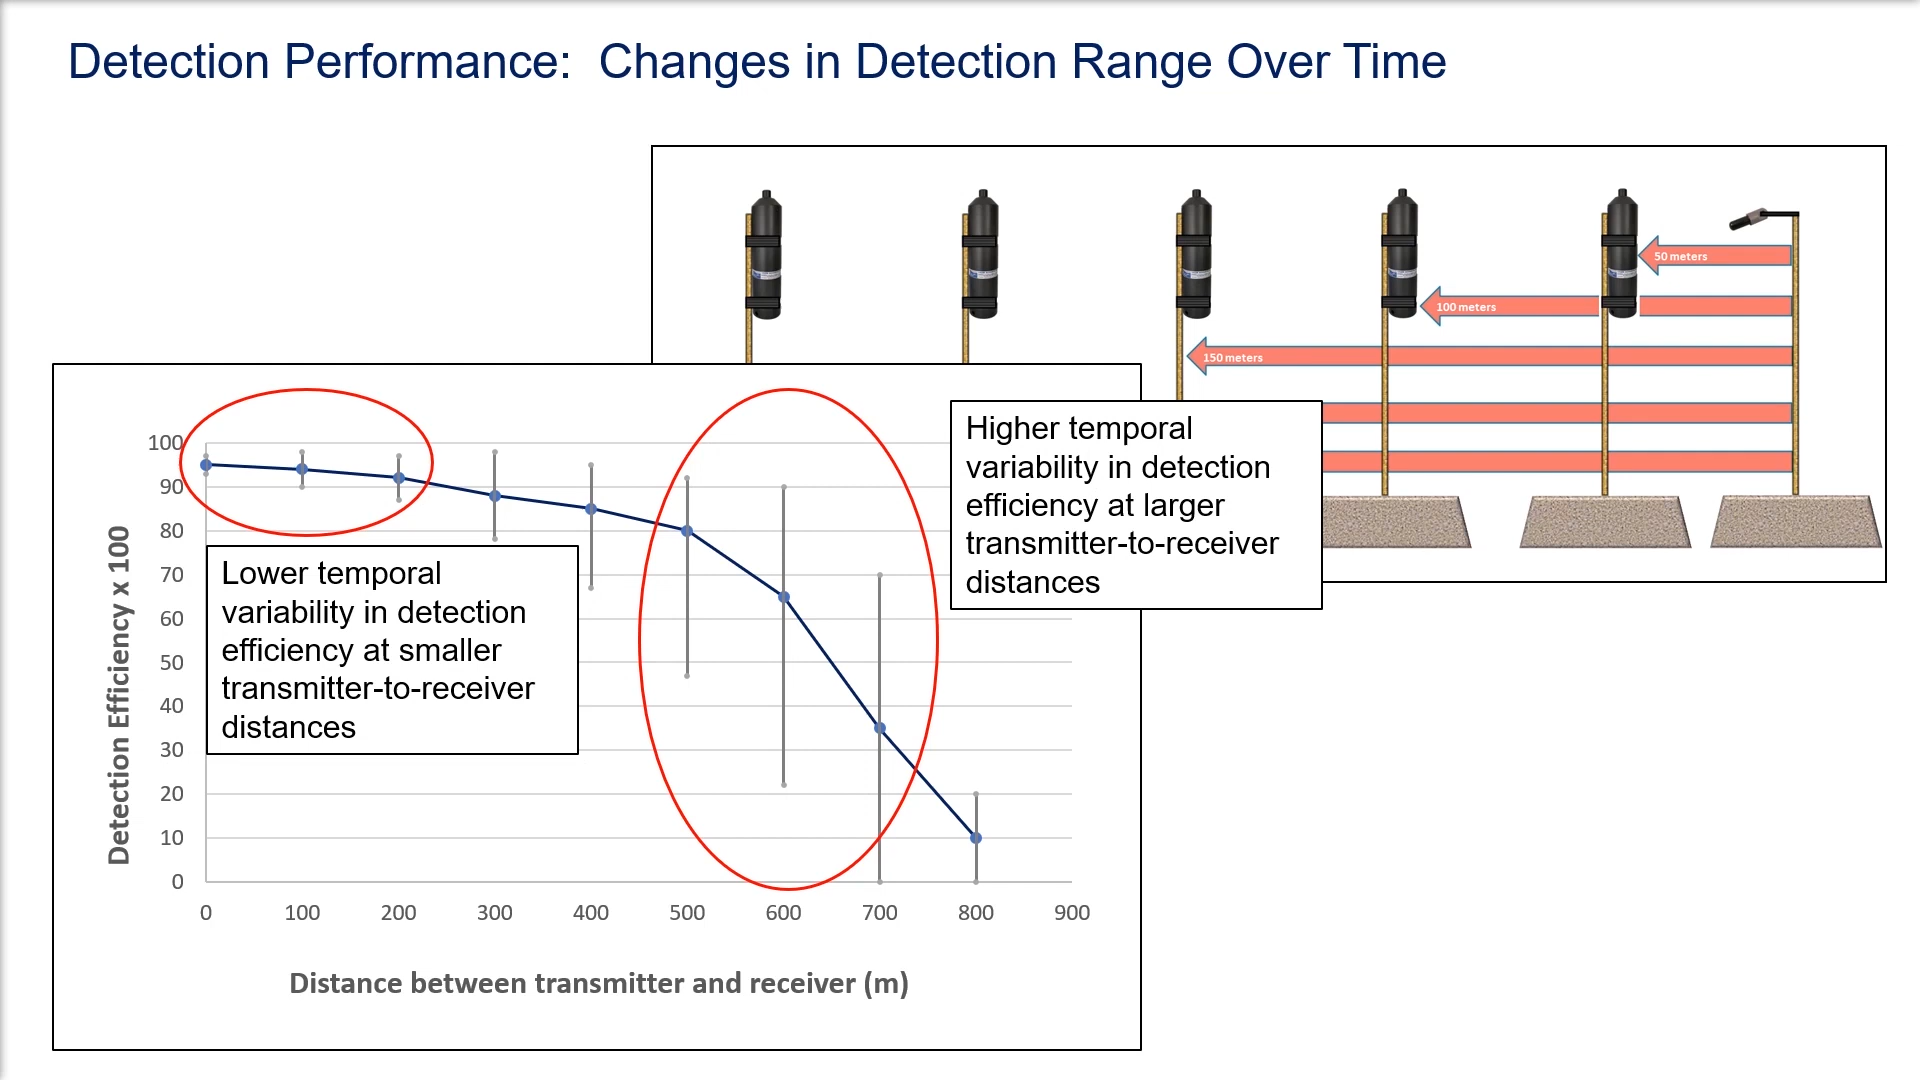 Detection Performance:  Changes in Detection Range Over Time
50 meters
100 meters
150 meters
Higher temporal
variability in detection
efficiency at larger
transmitter-to-receiver
distances
Detection Efficiency x 100
100
90
80
70
60
50
40
30
20
10
0
Lower temporal
variability in detection
efficiency at smaller
transmitter-to-receiver
distances
0 100 200 300 400 500 600 700 800 900
Distance between transmitter and receiver (m)